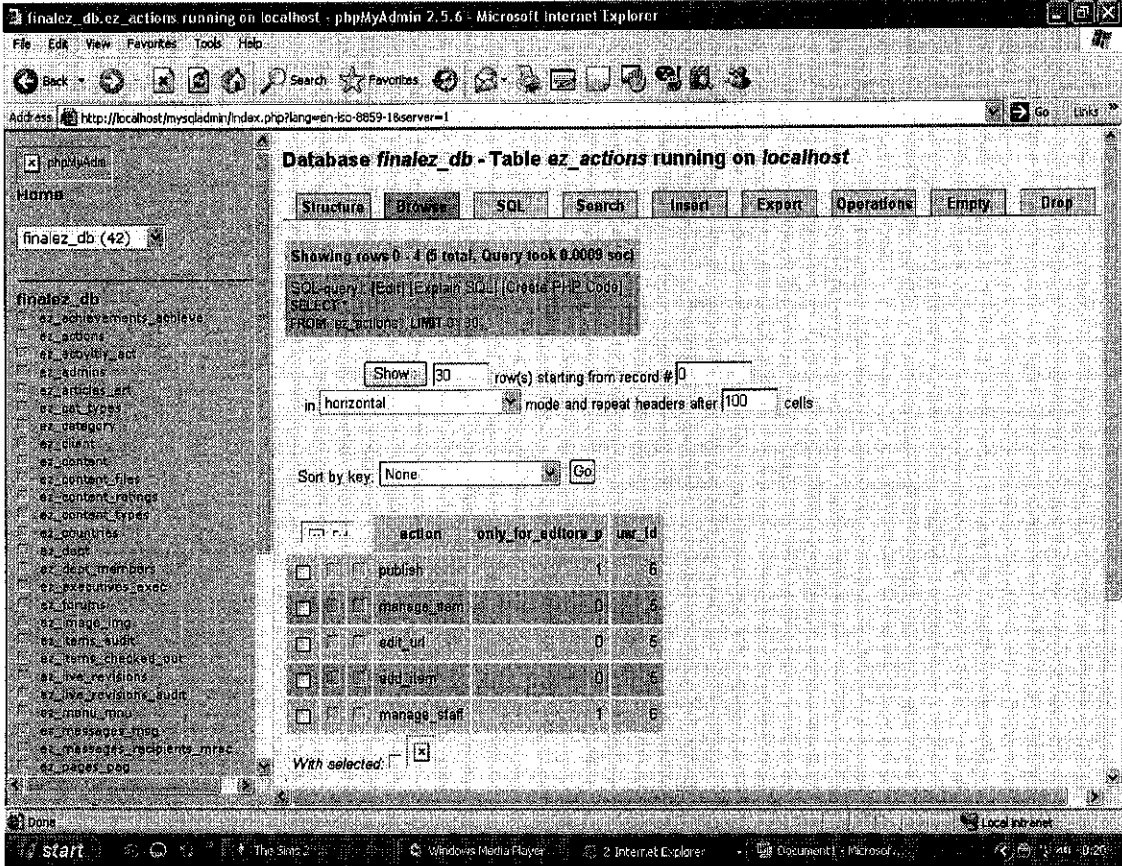 finalez_db.ez_actions running on localhost - phpMyAdmin 2.5.6 - Microsoft Internet Explorer
File Edit View Favorites Tools Help
Back Search Favorites
Address http://localhost/mysqladmin/index.php?lang=en-iso-8859-1&server=1 Go Links
phpMyAdm
Home
finalez_db (42)
finalez_db
ez_achievements_achieve
ez_actions
ez_admins
ez_articles_art
ez_category
ez_client
ez_content
ez_content_files
ez_content_ratings
ez_content_types
ez_countries
ez_dept
ez_dept_members
ez_executives_exec
ez_forums
ez_image_img
ez_items_audit
ez_items_checked_out
ez_live_revisions
ez_live_revisions_audit
ez_menu_mnu
ez_messages_msg
ez_messages_recipients_mrec
ez_pages_pag
Database finalez_db - Table ez_actions running on localhost
Structure Browse SQL Search Insert Export Operations Empty Drop
Showing rows 0 - 4 (5 total, Query took 0.0009 sec)
SQL-query : [Edit] [Explain SQL] [Create PHP Code]
SELECT *
FROM `ez_actions` LIMIT 0, 30
Show : 30 row(s) starting from record # 0
in horizontal mode and repeat headers after 100 cells
Sort by key: None Go
action only_for_editors_p usr_id
publish 1 6
manage_item 0 5
edit_url 0 5
add_item 0 5
manage_staff 1 6
With selected:
Done Local intranet
start The Sims 2 Windows Media Player 2 Internet Explorer Document1 - Microsof...